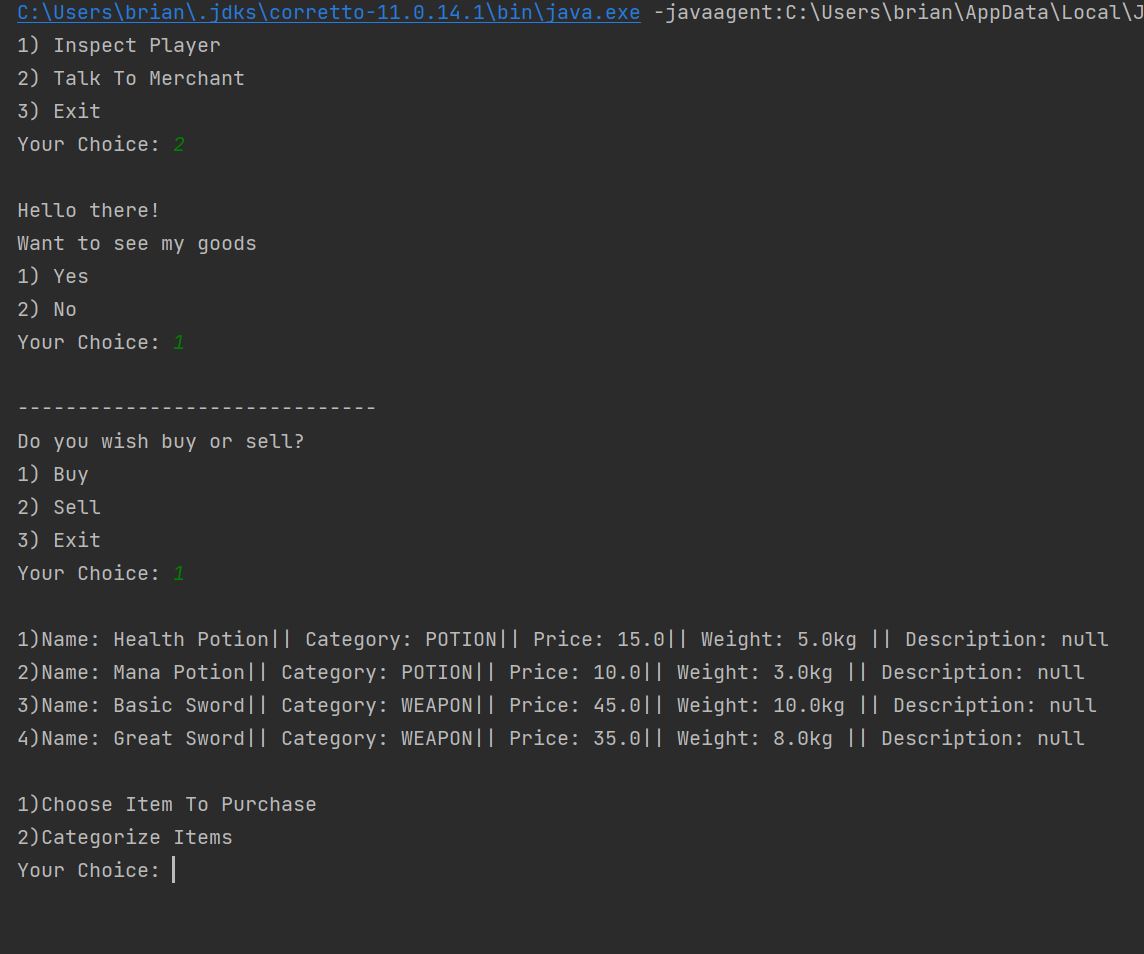 C:\Users\brian\.jdks\corretto-11.0.14.1\bin\java.exe -javaagent:C:\Users\brian\AppData\Local\J
1) Inspect Player
2) Talk To Merchant
3) Exit
Your Choice: 2
Hello there!
Want to see my goods
1) Yes
2) No
Your Choice: 1
------------------------------
Do you wish buy or sell?
1) Buy
2) Sell
3) Exit
Your Choice: 1
1)Name: Health Potion|| Category: POTION|| Price: 15.0|| Weight: 5.0kg || Description: null
2)Name: Mana Potion|| Category: POTION|| Price: 10.0|| Weight: 3.0kg || Description: null
3)Name: Basic Sword|| Category: WEAPON|| Price: 45.0|| Weight: 10.0kg || Description: null
4)Name: Great Sword|| Category: WEAPON|| Price: 35.0|| Weight: 8.0kg || Description: null
1)Choose Item To Purchase
2)Categorize Items
Your Choice: